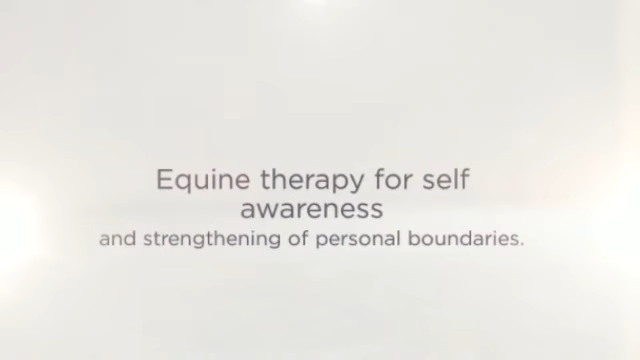 Equine therapy for self
awareness
and strengthening of personal boundaries.